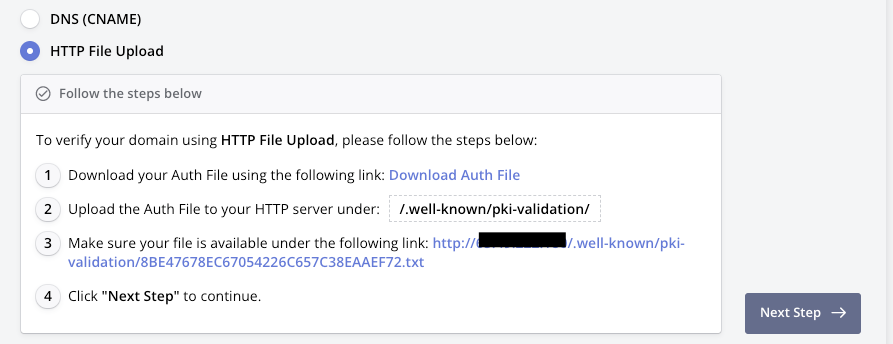 DNS (CNAME)
HTTP File Upload
Follow the steps below
To verify your domain using HTTP File Upload, please follow the steps below:
1 Download your Auth File using the following link: Download Auth File
2 Upload the Auth File to your HTTP server under: /.well-known/pki-validation/
3 Make sure your file is available under the following link: http:///.well-known/pki-
validation/8BE47678EC67054226C657C38EAAEF72.txt
4 Click "Next Step" to continue.
Next Step